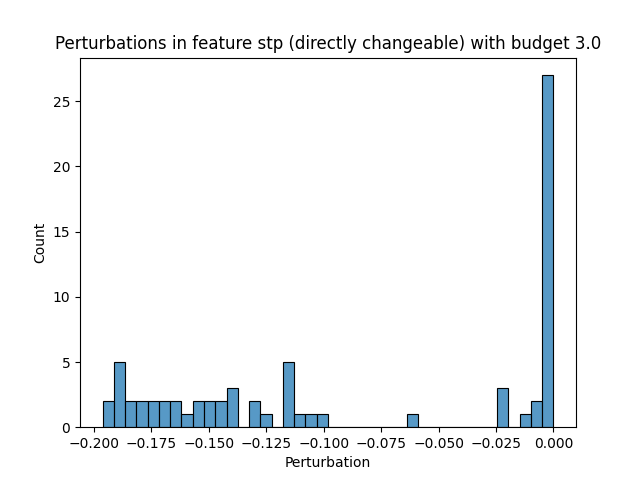 Perturbations in feature stp (directly changeable) with budget 3.0
25
20
15
10
5
0
Count
−0.200 −0.175 −0.150 −0.125 −0.100 −0.075 −0.050 −0.025 0.000
Perturbation